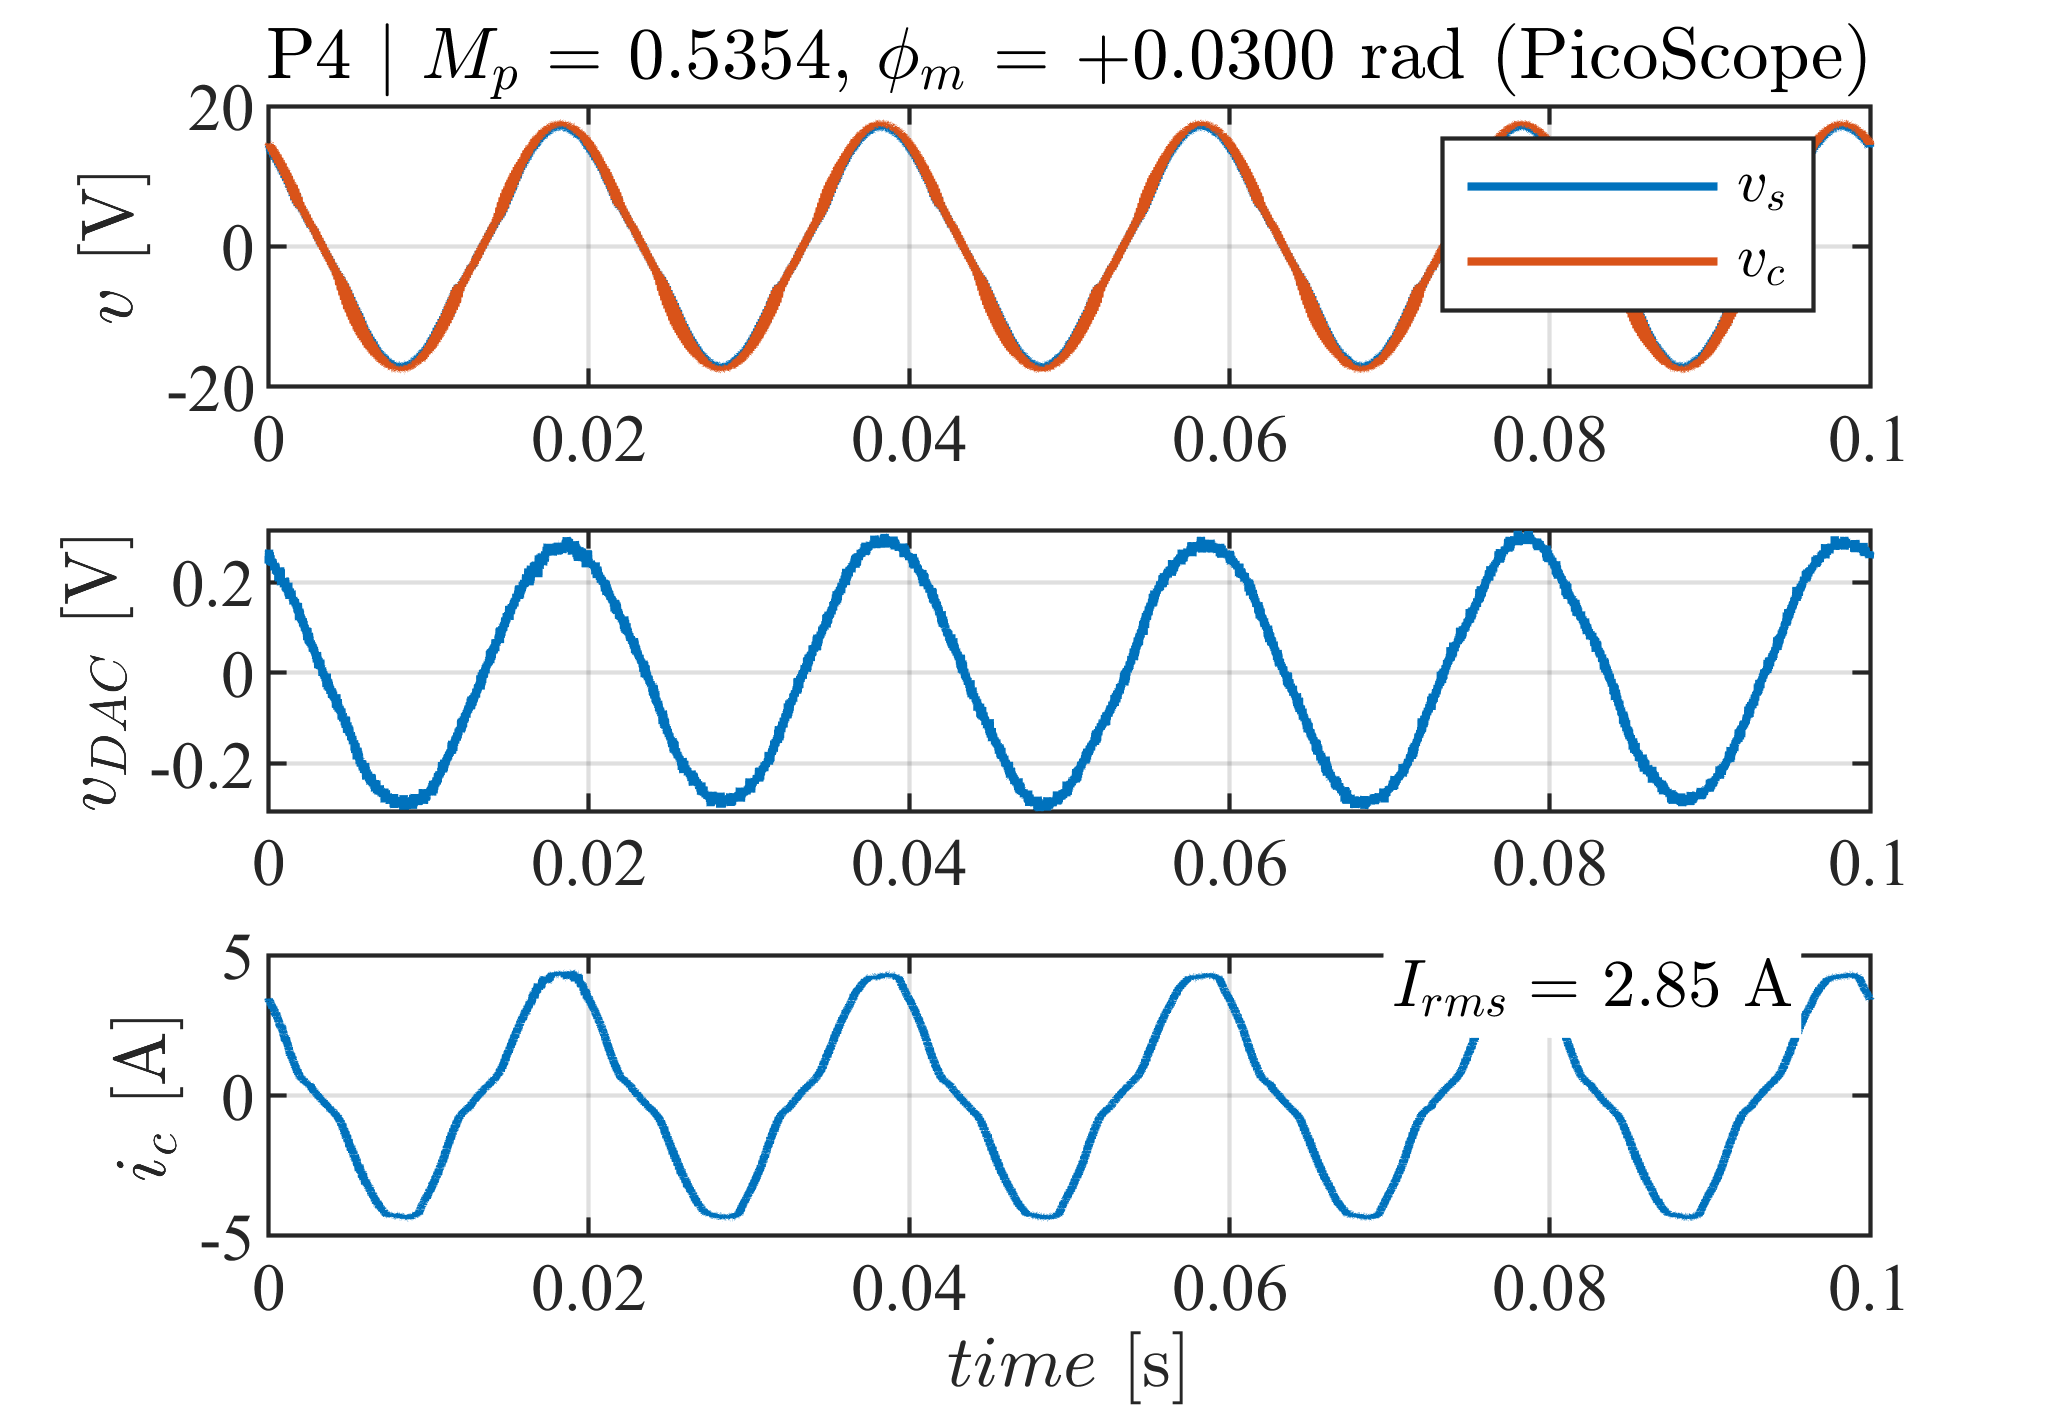 P4 | M_p = 0.5354, ϕ_m = +0.0300 rad (PicoScope)
v [V]
20
0
-20
v_s
v_c
0 0.02 0.04 0.06 0.08 0.1
v_DAC [V]
0.2
0
-0.2
0 0.02 0.04 0.06 0.08 0.1
i_c [A]
5
0
-5
I_rms = 2.85 A
0 0.02 0.04 0.06 0.08 0.1
time [s]